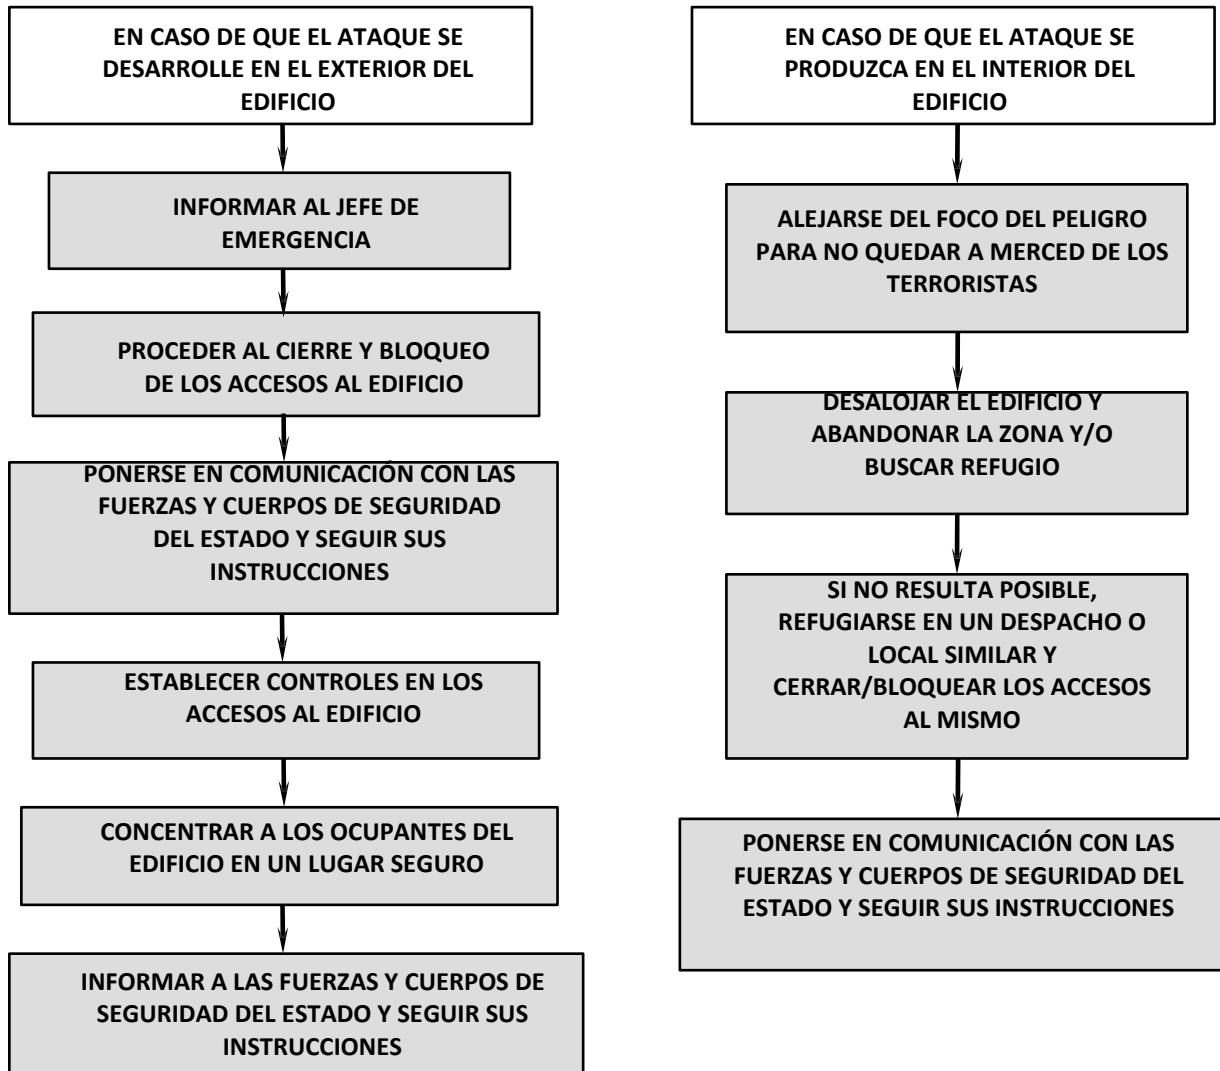 EN CASO DE QUE EL ATAQUE SE
DESARROLLE EN EL EXTERIOR DEL
EDIFICIO
INFORMAR AL JEFE DE
EMERGENCIA
PROCEDER AL CIERRE Y BLOQUEO
DE LOS ACCESOS AL EDIFICIO
PONERSE EN COMUNICACIÓN CON LAS
FUERZAS Y CUERPOS DE SEGURIDAD
DEL ESTADO Y SEGUIR SUS
INSTRUCCIONES
ESTABLECER CONTROLES EN LOS
ACCESOS AL EDIFICIO
CONCENTRAR A LOS OCUPANTES DEL
EDIFICIO EN UN LUGAR SEGURO
INFORMAR A LAS FUERZAS Y CUERPOS DE
SEGURIDAD DEL ESTADO Y SEGUIR SUS
INSTRUCCIONES
EN CASO DE QUE EL ATAQUE SE
PRODUZCA EN EL INTERIOR DEL
EDIFICIO
ALEJARSE DEL FOCO DEL PELIGRO
PARA NO QUEDAR A MERCED DE LOS
TERRORISTAS
DESALOJAR EL EDIFICIO Y
ABANDONAR LA ZONA Y/O
BUSCAR REFUGIO
SI NO RESULTA POSIBLE,
REFUGIARSE EN UN DESPACHO O
LOCAL SIMILAR Y
CERRAR/BLOQUEAR LOS ACCESOS
AL MISMO
PONERSE EN COMUNICACIÓN CON LAS
FUERZAS Y CUERPOS DE SEGURIDAD DEL
ESTADO Y SEGUIR SUS INSTRUCCIONES